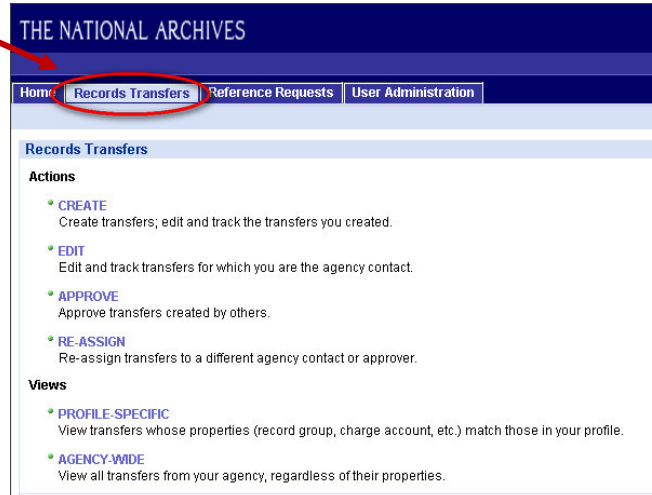 THE NATIONAL ARCHIVES
Home Records Transfers Reference Requests User Administration
Records Transfers
Actions
CREATE
Create transfers; edit and track the transfers you created.
EDIT
Edit and track transfers for which you are the agency contact.
APPROVE
Approve transfers created by others.
RE-ASSIGN
Re-assign transfers to a different agency contact or approver.
Views
PROFILE-SPECIFIC
View transfers whose properties (record group, charge account, etc.) match those in your profile.
AGENCY-WIDE
View all transfers from your agency, regardless of their properties.